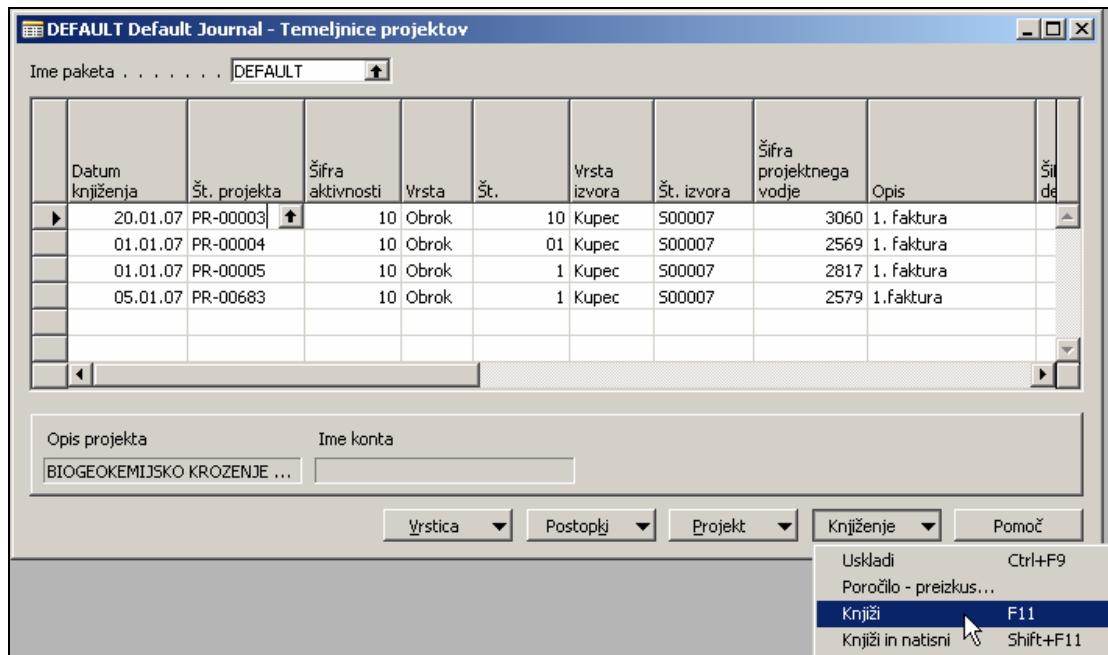 DEFAULT Default Journal - Temeljnice projektov
Ime paketa . . . . . . . DEFAULT
Datum knjiženja Št. projekta Šifra aktivnosti Vrsta Št. Vrsta izvora Št. izvora Šifra projektnega vodje Opis
20.01.07 PR-00003 10 Obrok 10 Kupec S00007 3060 1. faktura
01.01.07 PR-00004 10 Obrok 01 Kupec S00007 2569 1. faktura
01.01.07 PR-00005 10 Obrok 1 Kupec S00007 2817 1. faktura
05.01.07 PR-00683 10 Obrok 1 Kupec S00007 2579 1.faktura
Opis projekta Ime konta
BIOGEOKEMIJSKO KROZENJE ...
Vrstica Postopki Projekt Knjiženje Pomoč
Uskladi Ctrl+F9
Poročilo - preizkus...
Knjiži F11
Knjiži in natisni Shift+F11